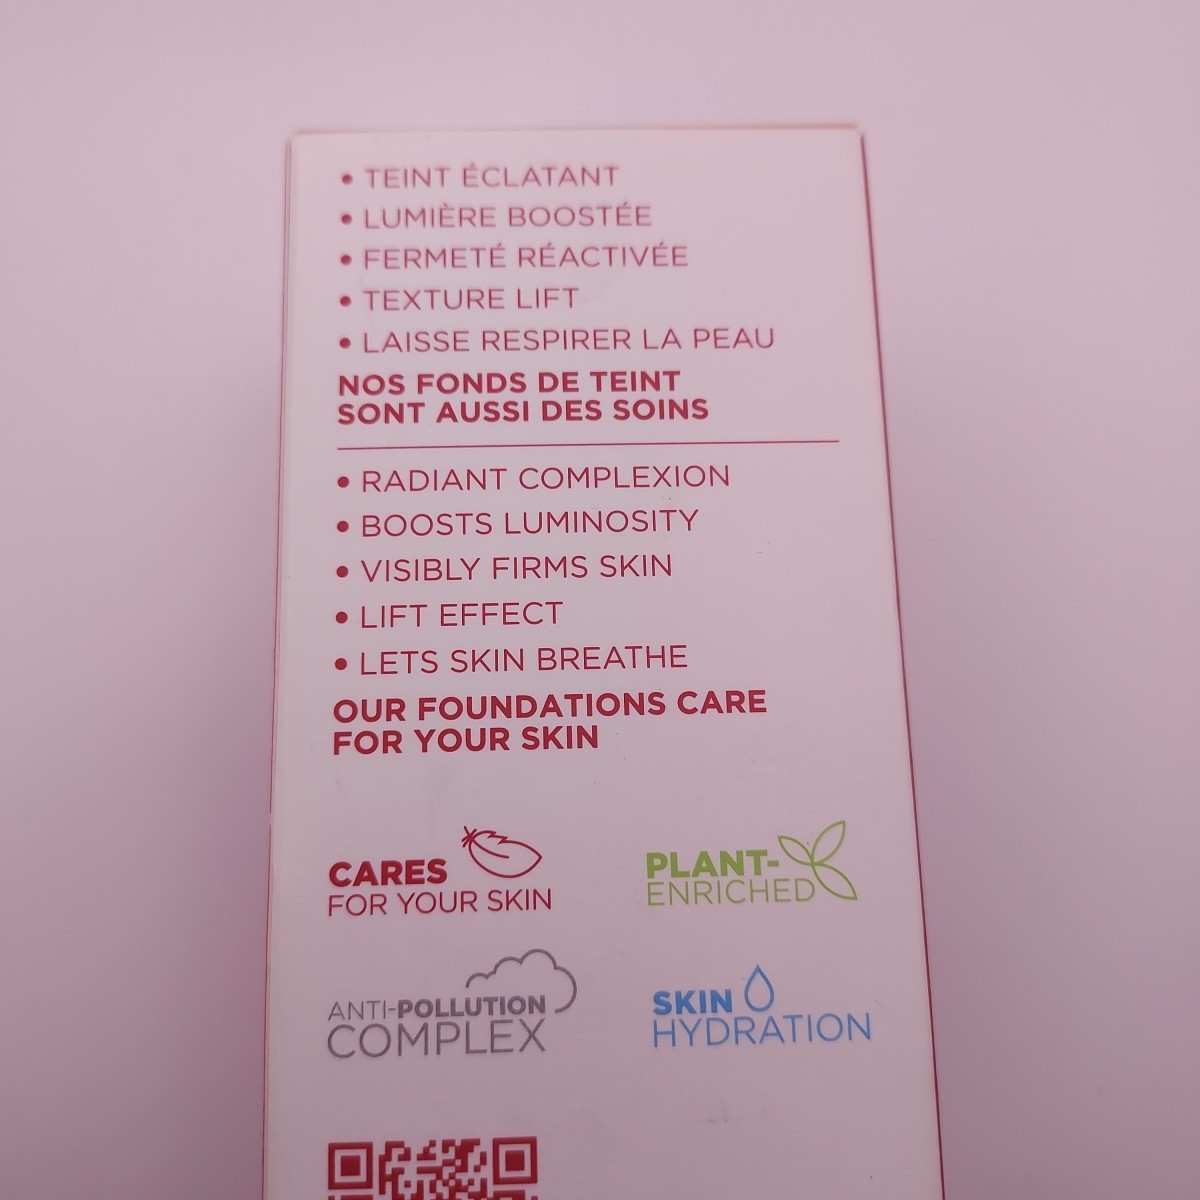 • TEINT ÉCLATANT
• LUMIÈRE BOOSTÉE
• FERMETÉ RÉACTIVÉE
• TEXTURE LIFT
• LAISSE RESPIRER LA PEAU
NOS FONDS DE TEINT
SONT AUSSI DES SOINS
• RADIANT COMPLEXION
• BOOSTS LUMINOSITY
• VISIBLY FIRMS SKIN
• LIFT EFFECT
• LETS SKIN BREATHE
OUR FOUNDATIONS CARE
FOR YOUR SKIN
CARES
FOR YOUR SKIN
PLANT-
ENRICHED
ANTI-POLLUTION
COMPLEX
SKIN
HYDRATION